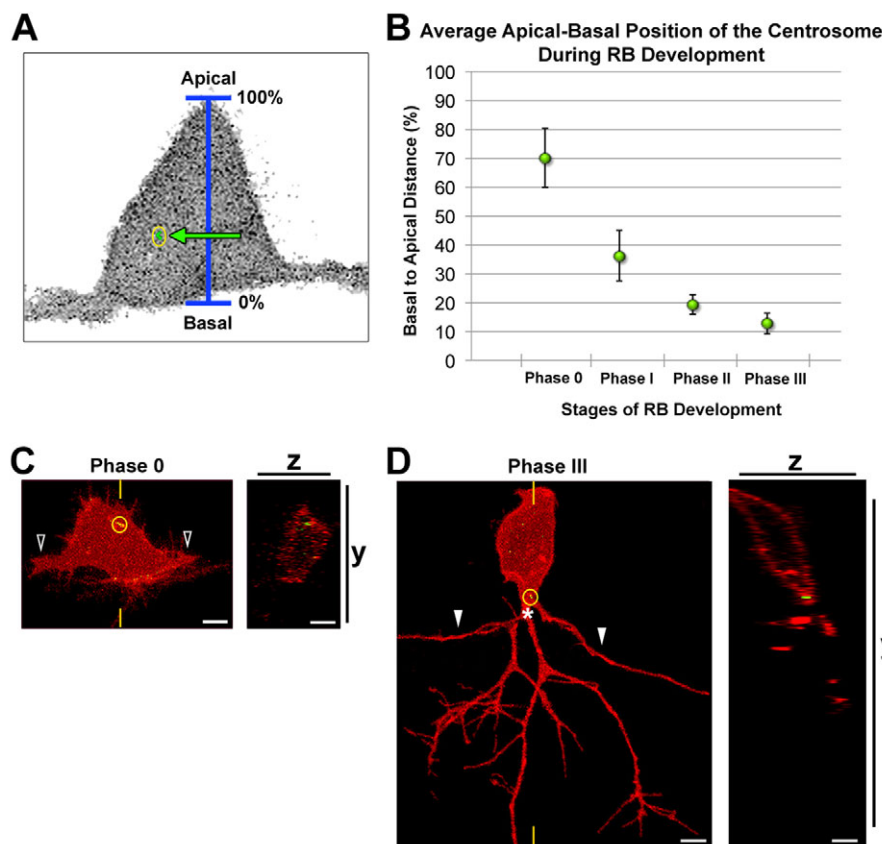 A
Apical
100%
0%
Basal
B
Average Apical-Basal Position of the Centrosome
During RB Development
Basal to Apical Distance (%)
100
90
80
70
60
50
40
30
20
10
0
Phase 0 Phase I Phase II Phase III
Stages of RB Development
C
Phase 0
z
y
D
Phase III
*
z